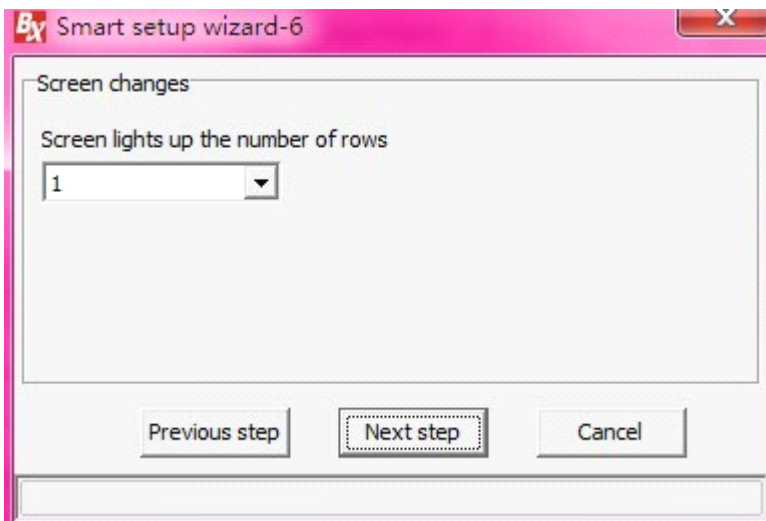 BX Smart setup wizard-6
X
Screen changes
Screen lights up the number of rows
1
Previous step Next step Cancel